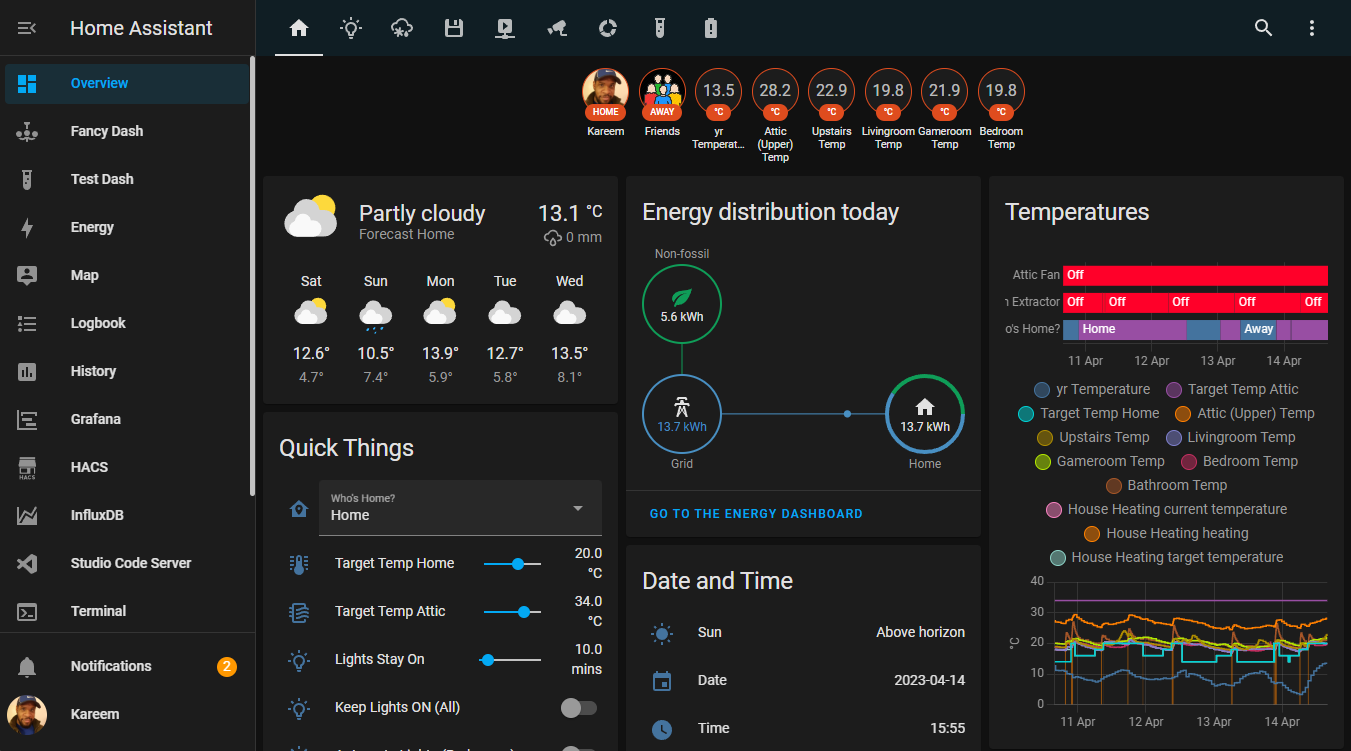 Home Assistant
Overview
Fancy Dash
Test Dash
Energy
Map
Logbook
History
Grafana
HACS
HACS
InfluxDB
Studio Code Server
Terminal
Notifications
2
Kareem
HOME
Kareem
AWAY
Friends
13.5
°C
yr
Temperat...
28.2
°C
Attic
(Upper)
Temp
22.9
°C
Upstairs
Temp
19.8
°C
Livingroom
Temp
21.9
°C
Gameroom
Temp
19.8
°C
Bedroom
Temp
Partly cloudy
Forecast Home
13.1 °C
0 mm
Sat Sun Mon Tue Wed
12.6° 10.5° 13.9° 12.7° 13.5°
4.7° 7.4° 5.9° 5.8° 8.1°
Quick Things
Who's Home?
Home
Target Temp Home
20.0
°C
Target Temp Attic
34.0
°C
Lights Stay On
10.0
mins
Keep Lights ON (All)
Energy distribution today
Non-fossil
5.6 kWh
13.7 kWh
Grid
13.7 kWh
Home
GO TO THE ENERGY DASHBOARD
Date and Time
Sun Above horizon
Date 2023-04-14
Time 15:55
Temperatures
Attic Fan Off
n Extractor Off Off Off Off Off
o's Home? Home Away
11 Apr 12 Apr 13 Apr 14 Apr
yr Temperature Target Temp Attic
Target Temp Home Attic (Upper) Temp
Upstairs Temp Livingroom Temp
Gameroom Temp Bedroom Temp
Bathroom Temp
House Heating current temperature
House Heating heating
House Heating target temperature
40
30
20
10
0
°C
11 Apr 12 Apr 13 Apr 14 Apr